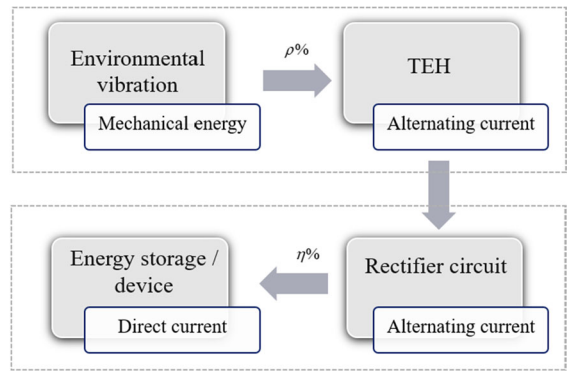 Environmental
vibration
Mechanical energy
ρ%
TEH
Alternating current
Energy storage /
device
Direct current
η%
Rectifier circuit
Alternating current